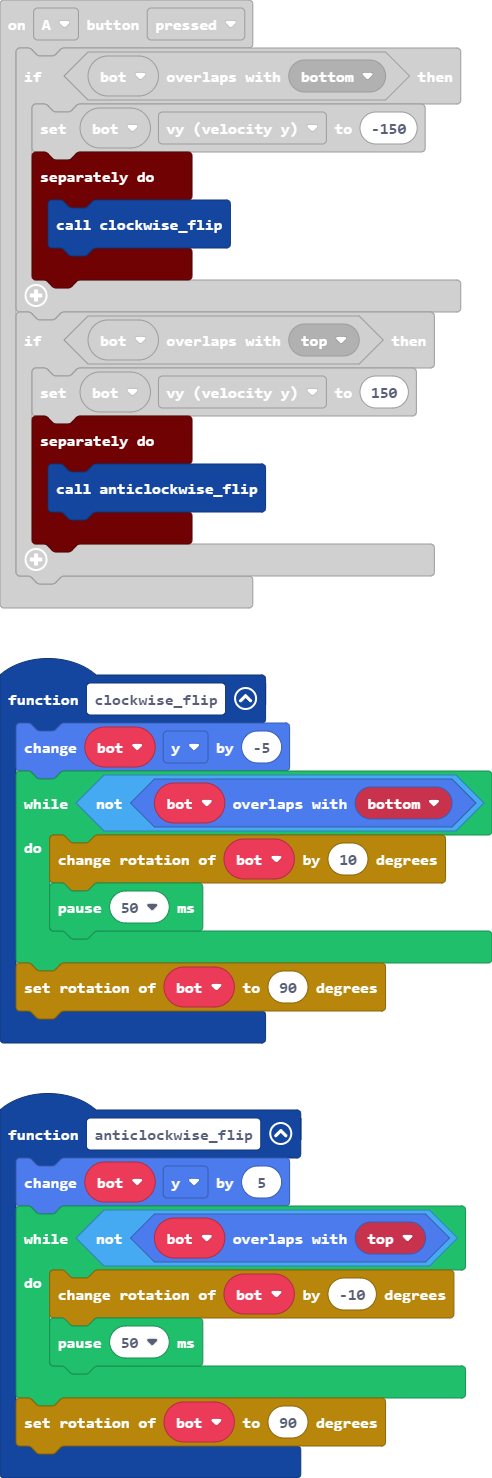 on A button pressed
if bot overlaps with bottom then
set bot vy (velocity y) to -150
separately do
call clockwise_flip
if bot overlaps with top then
set bot vy (velocity y) to 150
separately do
call anticlockwise_flip
function clockwise_flip
change bot y by -5
while not bot overlaps with bottom
do
change rotation of bot by 10 degrees
pause 50 ms
set rotation of bot to 90 degrees
function anticlockwise_flip
change bot y by 5
while not bot overlaps with top
do
change rotation of bot by -10 degrees
pause 50 ms
set rotation of bot to 90 degrees